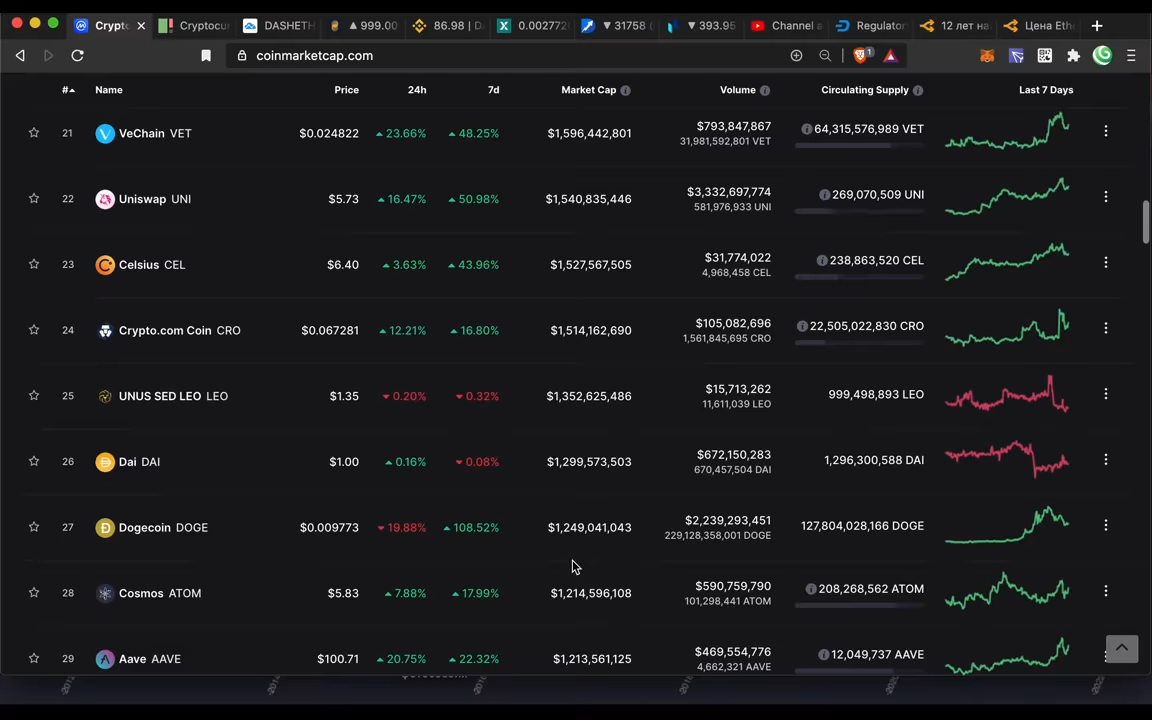 Crypto
Cryptocur
DASHETH
999.00
86.98 | D
0.002772
31758
393.95
Channel a
Regulator
12 лет на
Цена Eth
coinmarketcap.com
1
# Name Price 24h 7d Market Cap Volume Circulating Supply Last 7 Days
21 VeChain VET $0.024822 23.66% 48.25% $1,596,442,801 $793,847,867 64,315,576,989 VET
31,981,592,801 VET
22 Uniswap UNI $5.73 16.47% 50.98% $1,540,835,446 $3,332,697,774 269,070,509 UNI
581,976,933 UNI
23 Celsius CEL $6.40 3.63% 43.96% $1,527,567,505 $31,774,022 238,863,520 CEL
4,968,458 CEL
24 Crypto.com Coin CRO $0.067281 12.21% 16.80% $1,514,162,690 $105,082,696 22,505,022,830 CRO
1,561,845,695 CRO
25 UNUS SED LEO LEO $1.35 0.20% 0.32% $1,352,625,486 $15,713,262 999,498,893 LEO
11,611,039 LEO
26 Dai DAI $1.00 0.16% 0.08% $1,299,573,503 $672,150,283 1,296,300,588 DAI
670,457,504 DAI
27 Dogecoin DOGE $0.009773 19.88% 108.52% $1,249,041,043 $2,239,293,451 127,804,028,166 DOGE
229,128,358,001 DOGE
28 Cosmos ATOM $5.83 7.88% 17.99% $1,214,596,108 $590,759,790 208,268,562 ATOM
101,298,441 ATOM
29 Aave AAVE $100.71 20.75% 22.32% $1,213,561,125 $469,554,776 12,049,737 AAVE
4,662,321 AAVE